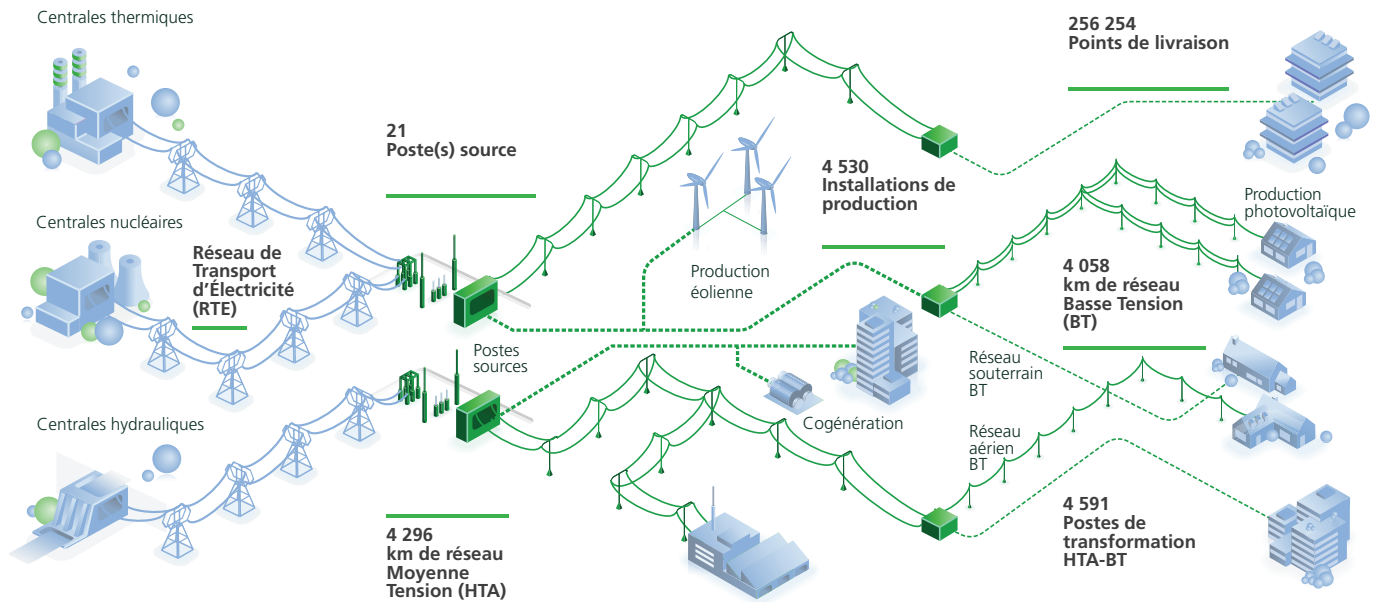 Centrales thermiques
256 254
Points de livraison
21
Poste(s) source
4 530
Installations de
production
Production
photovoltaïque
Centrales nucléaires
Réseau de
Transport
d’Électricité
(RTE)
Production
éolienne
4 058
km de réseau
Basse Tension
(BT)
Postes
sources
Réseau
souterrain
BT
Centrales hydrauliques
Cogénération
Réseau
aérien
BT
4 296
km de réseau
Moyenne
Tension (HTA)
4 591
Postes de
transformation
HTA-BT